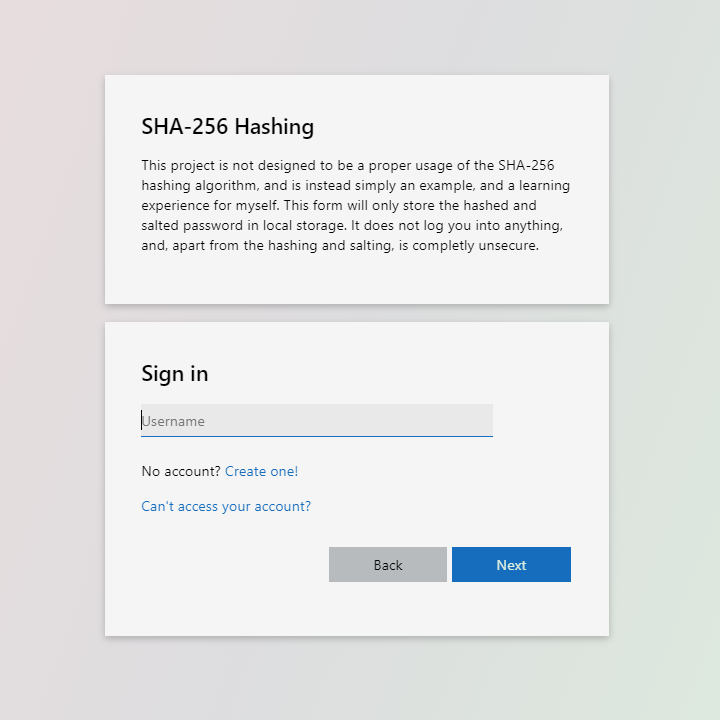 SHA-256 Hashing
This project is not designed to be a proper usage of the SHA-256
hashing algorithm, and is instead simply an example, and a learning
experience for myself. This form will only store the hashed and
salted password in local storage. It does not log you into anything,
and, apart from the hashing and salting, is completly unsecure.
Sign in
Username
No account? Create one!
Can't access your account?
Back Next